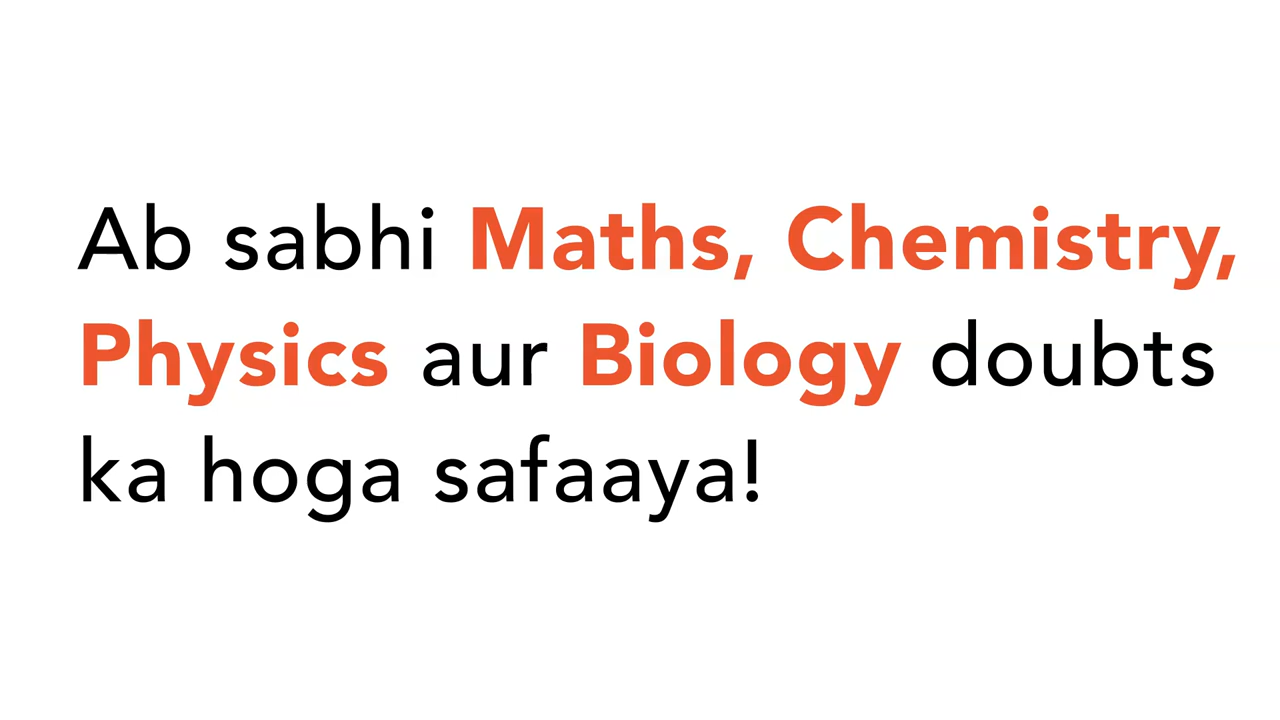 Ab sabhi Maths, Chemistry,
Physics aur Biology doubts
ka hoga safaaya!